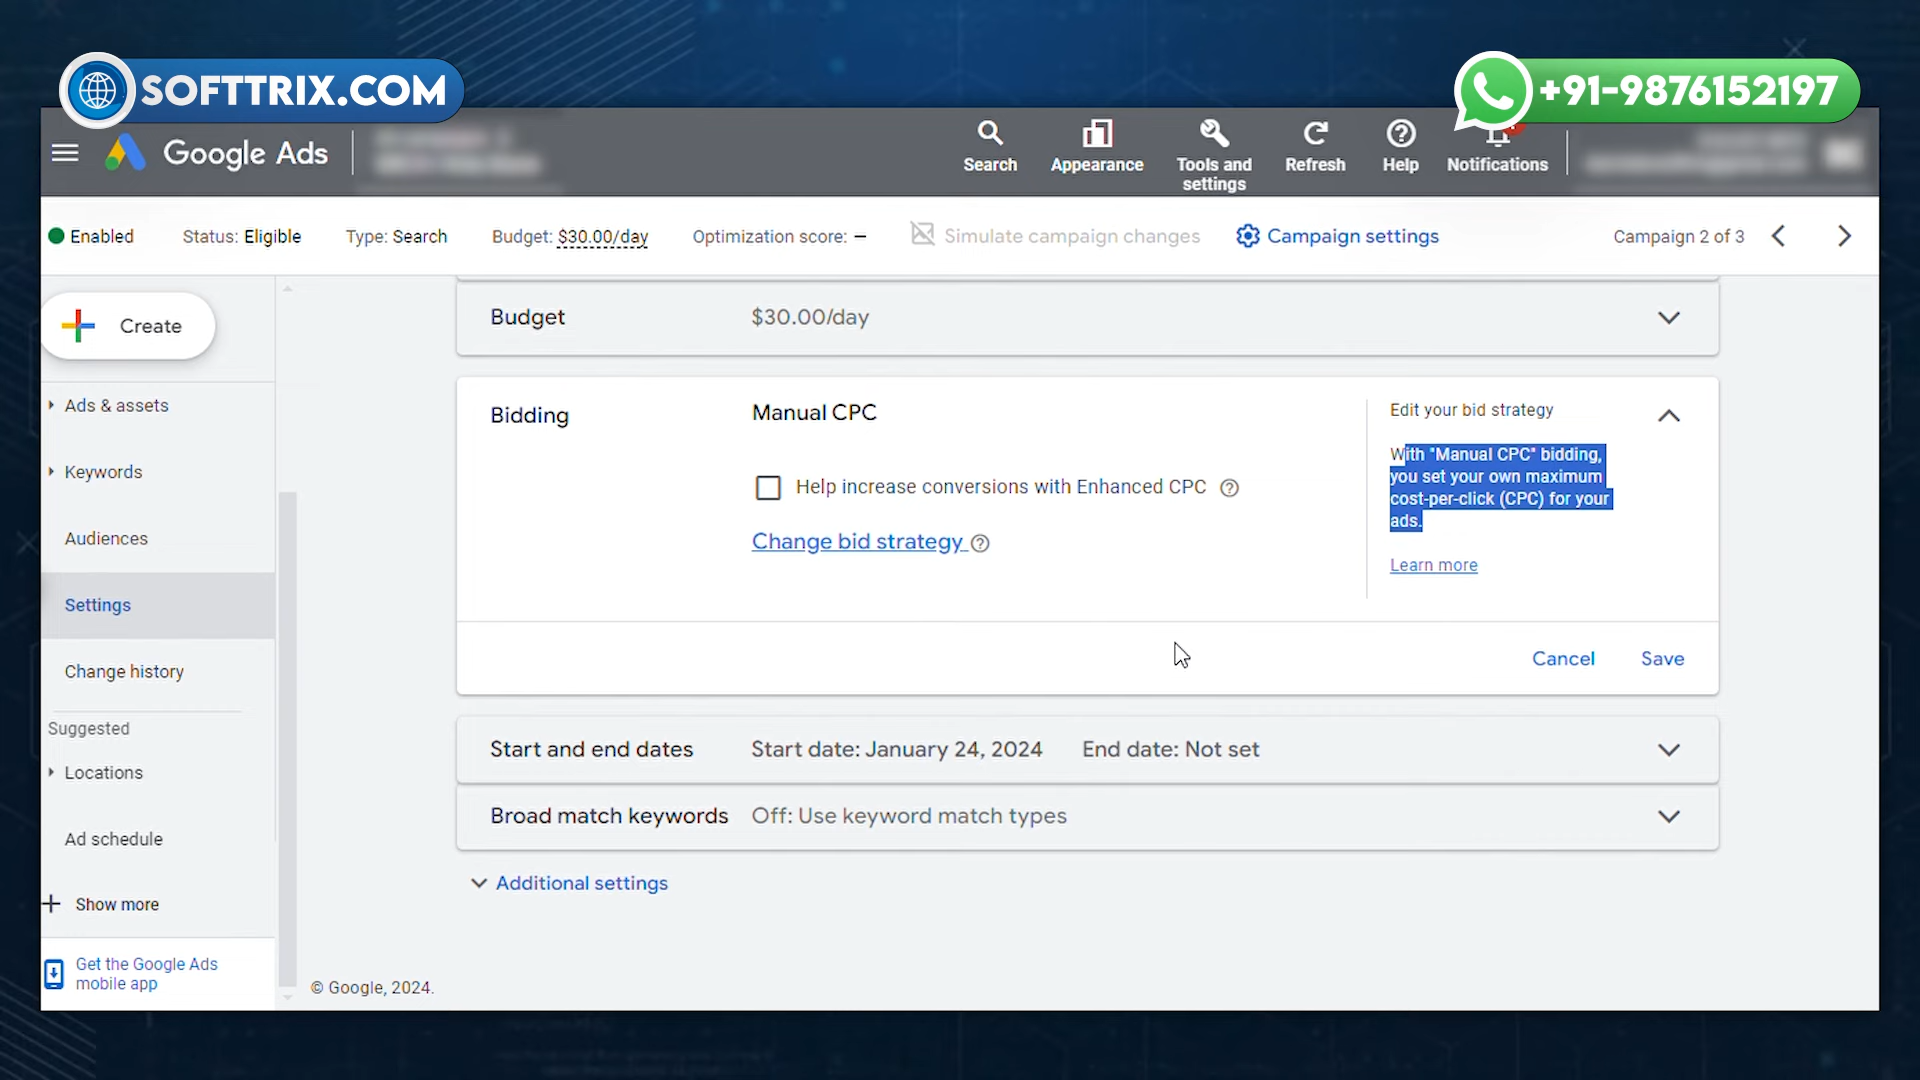 SOFTTRIX.COM
+91-9876152197
Google Ads
Search
Appearance
Tools and
settings
Refresh
Help
Notifications
Enabled
Status: Eligible
Type: Search
Budget: $30.00/day
Optimization score: –
Simulate campaign changes
Campaign settings
Campaign 2 of 3
Create
Ads & assets
Keywords
Audiences
Settings
Change history
Suggested
Locations
Ad schedule
Show more
Get the Google Ads
mobile app
Budget
$30.00/day
Bidding
Manual CPC
Help increase conversions with Enhanced CPC
Change bid strategy
Edit your bid strategy
With "Manual CPC" bidding,
you set your own maximum
cost-per-click (CPC) for your
ads.
Learn more
Cancel
Save
Start and end dates
Start date: January 24, 2024
End date: Not set
Broad match keywords
Off: Use keyword match types
Additional settings
© Google, 2024.